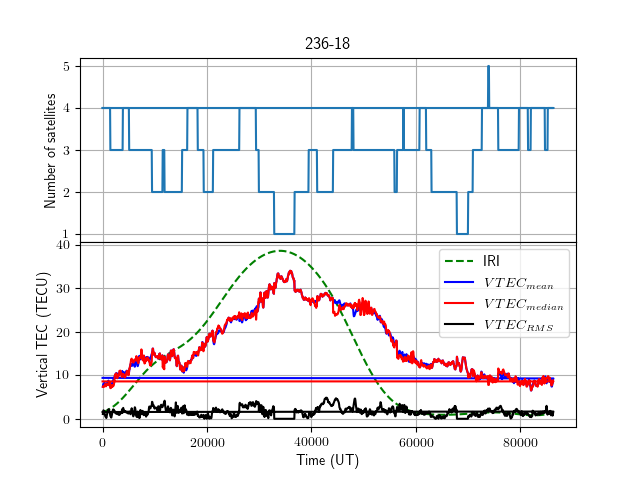 236-18
5
4
3
2
1
Number of satellites
40
30
20
10
0
Vertical TEC (TECU)
IRI
VTEC_mean
VTEC_median
VTEC_RMS
0 20000 40000 60000 80000
Time (UT)